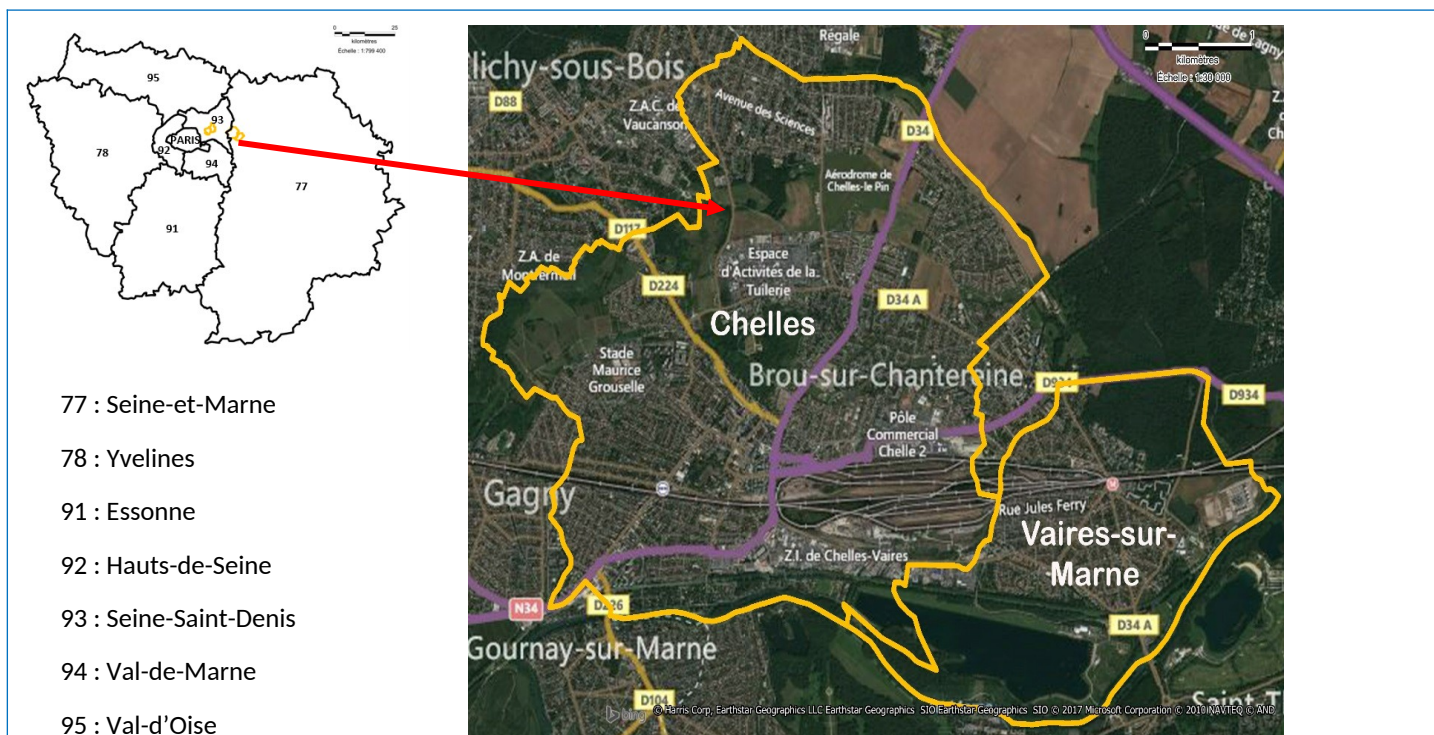 0 25
kilomètres
Échelle : 1:799 400
95
93
PARIS
92
78
94
77
91
77 : Seine-et-Marne
78 : Yvelines
91 : Essonne
92 : Hauts-de-Seine
93 : Seine-Saint-Denis
94 : Val-de-Marne
95 : Val-d’Oise
Régale
0 1
kilomètres
Échelle : 1:30 000
lichy-sous-Bois
D88
Z.A.C. de
Vaucanson
Avenue des Sciences
D34
Aérodrome de
Chelles-le Pin
D117
Z.A. de
Montfermeil
Espace
d'Activités de la
Tuilerie
D224
D34 A
Chelles
Stade
Maurice
Grouselle
Brou-sur-Chantereine
D934
D934
Pôle
Commercial
Chelle 2
Gagny
Rue Jules Ferry
Vaires-sur-
Marne
Z.I. de Chelles-Vaires
N34
D226
D34 A
Gournay-sur-Marne
D104
Saint-T
bing
© Harris Corp, Earthstar Geographics LLC Earthstar Geographics SIO Earthstar Geographics SIO © 2017 Microsoft Corporation © 2010 NAVTEQ © AND